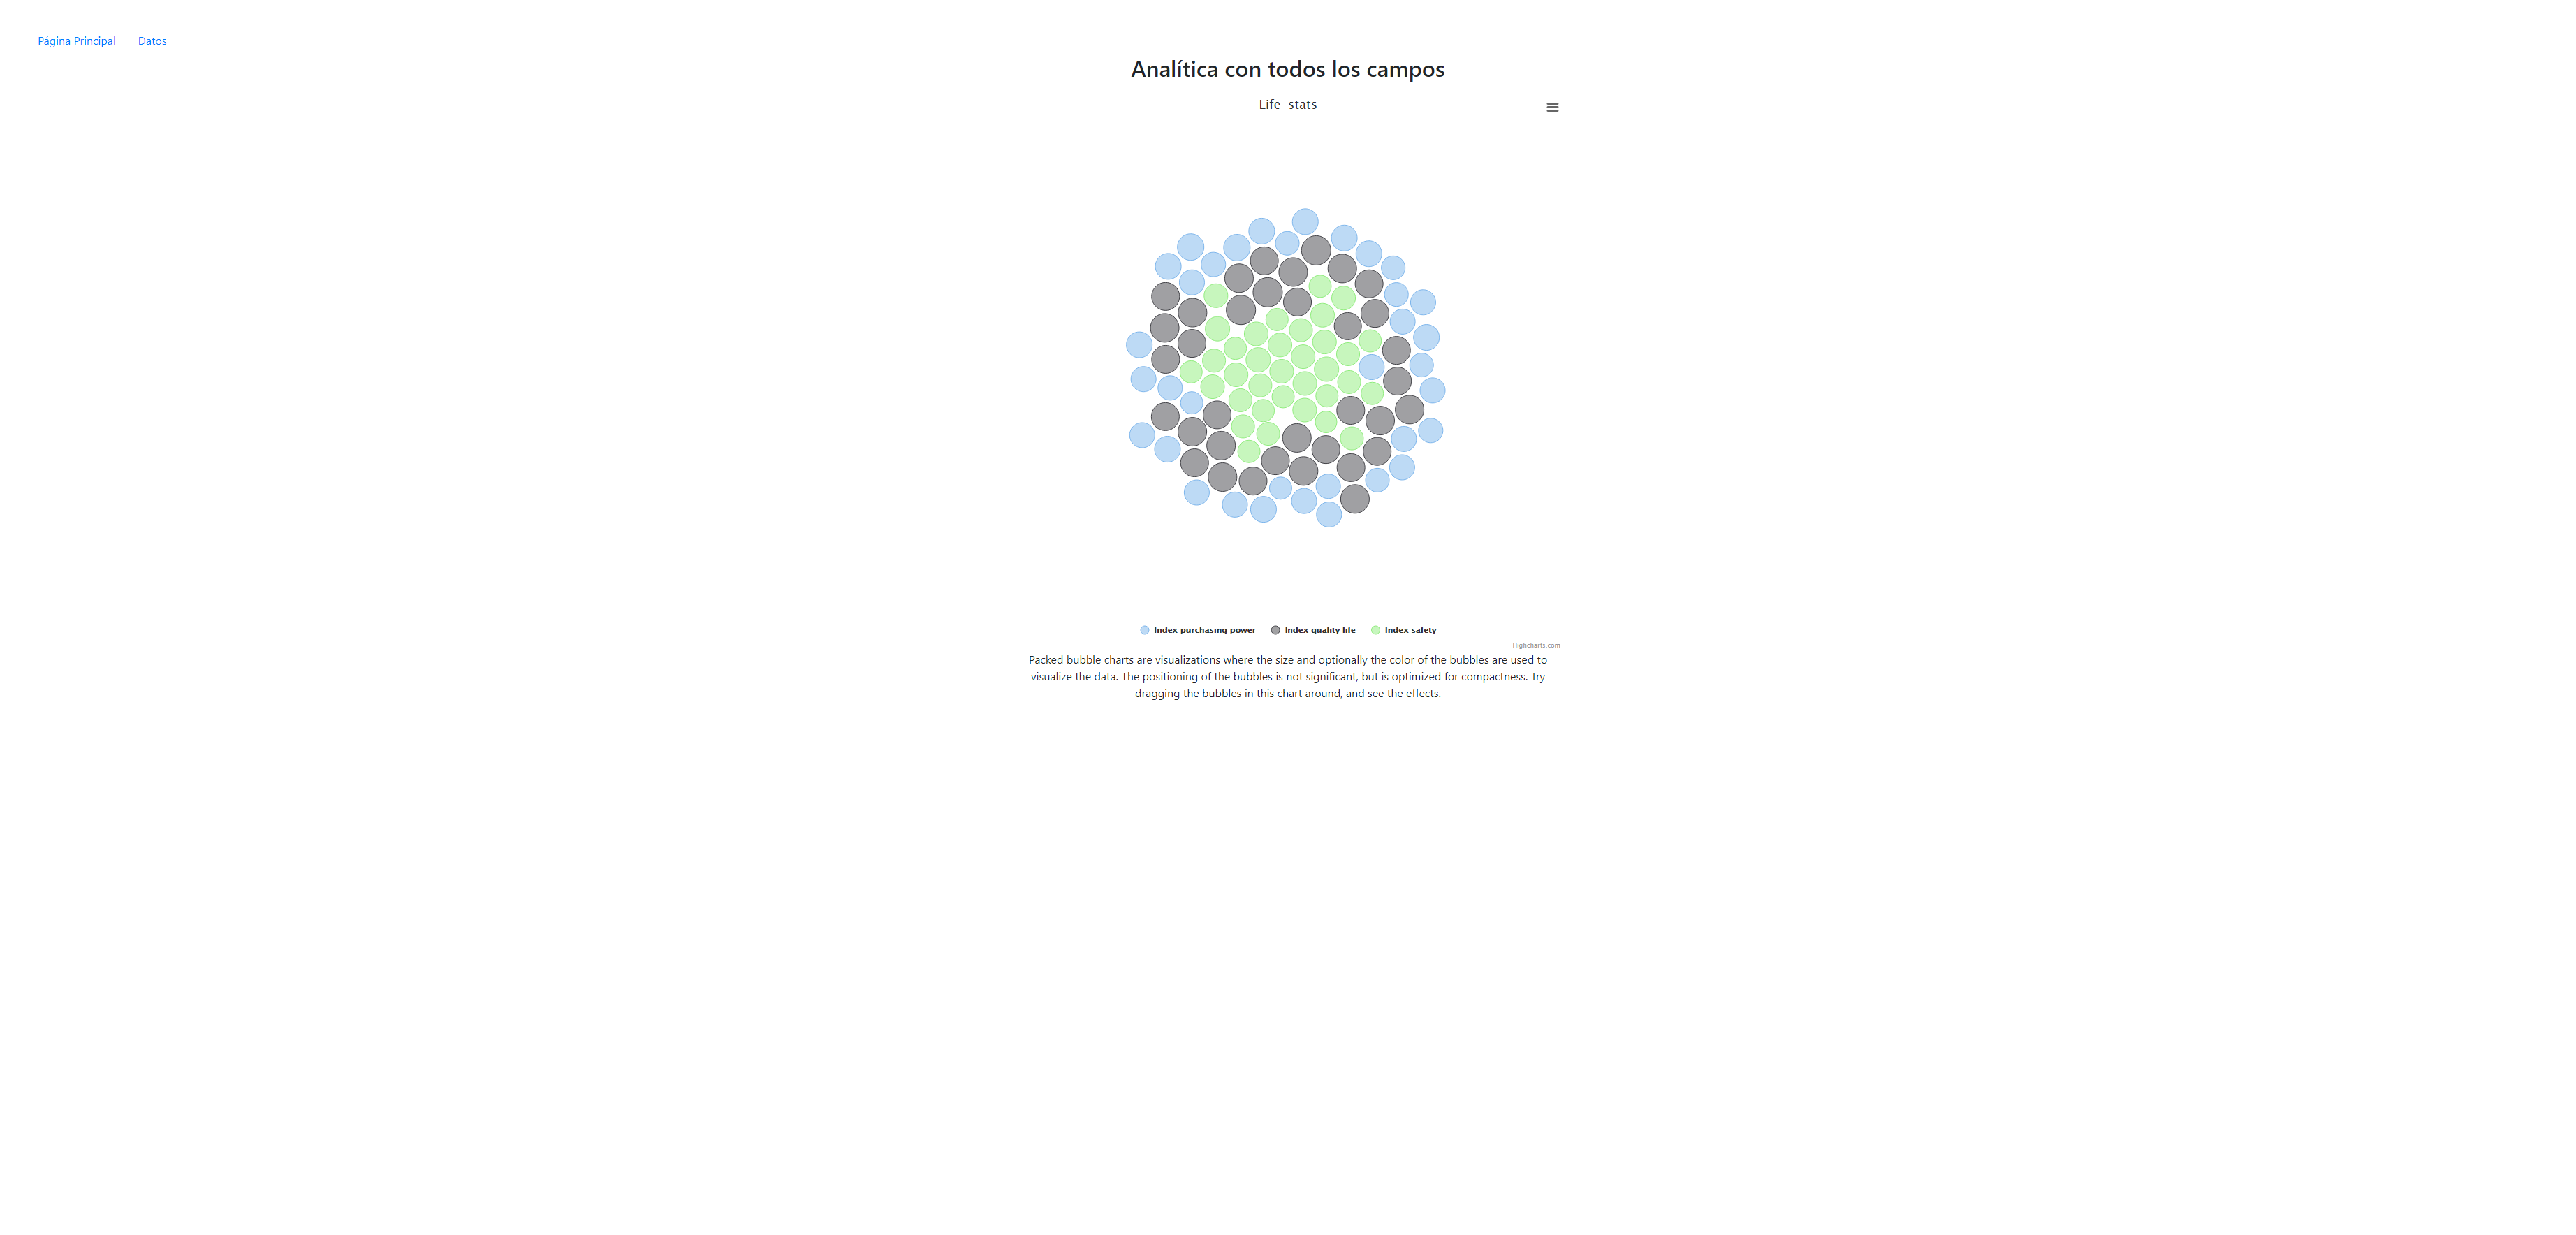 Página Principal Datos
Analítica con todos los campos
Life-stats
Index purchasing power Index quality life Index safety
Highcharts.com
Packed bubble charts are visualizations where the size and optionally the color of the bubbles are used to
visualize the data. The positioning of the bubbles is not significant, but is optimized for compactness. Try
dragging the bubbles in this chart around, and see the effects.